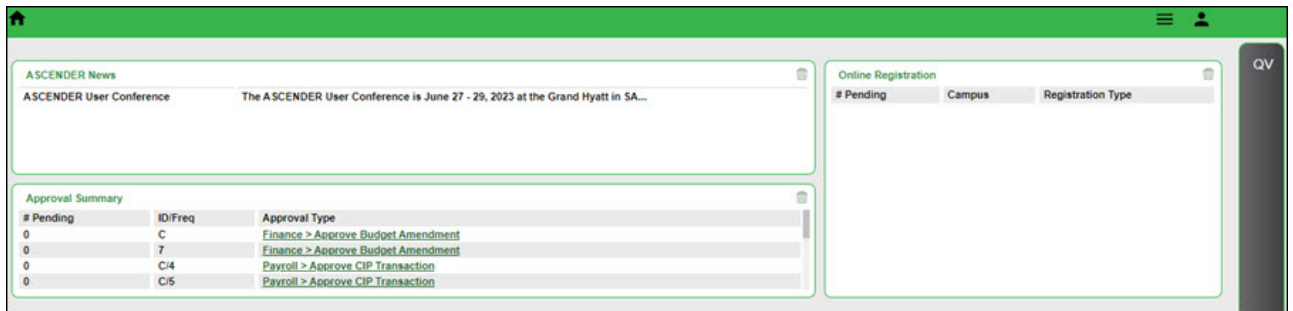 QV
ASCENDER News
ASCENDER User Conference The ASCENDER User Conference is June 27 - 29, 2023 at the Grand Hyatt in SA...
Online Registration
# Pending Campus Registration Type
Approval Summary
# Pending ID/Freq Approval Type
0 C Finance > Approve Budget Amendment
0 7 Finance > Approve Budget Amendment
0 C/4 Payroll > Approve CIP Transaction
0 C/5 Payroll > Approve CIP Transaction